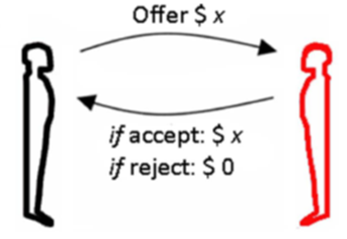 Offer $ x
if accept: $ x
if reject: $ 0